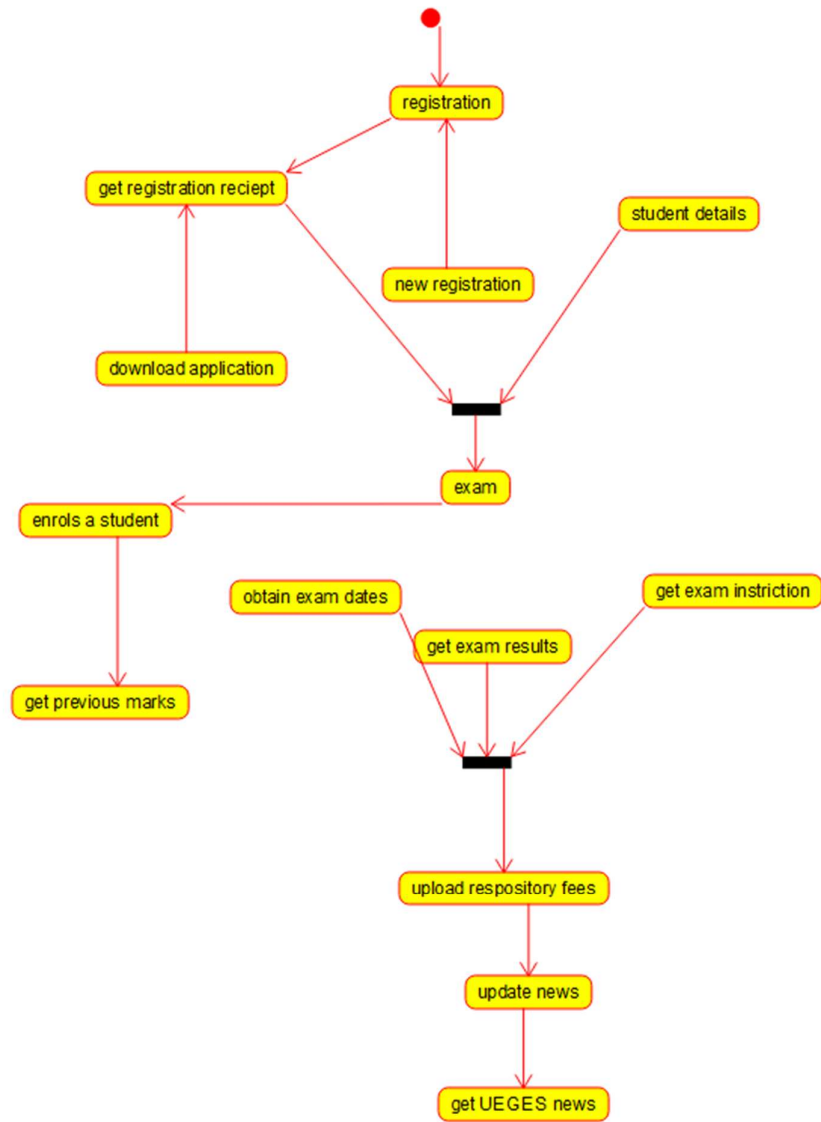 registration
get registration reciept
student details
new registration
download application
exam
enrols a student
obtain exam dates
get exam instriction
get exam results
get previous marks
upload respository fees
update news
get UEGES news